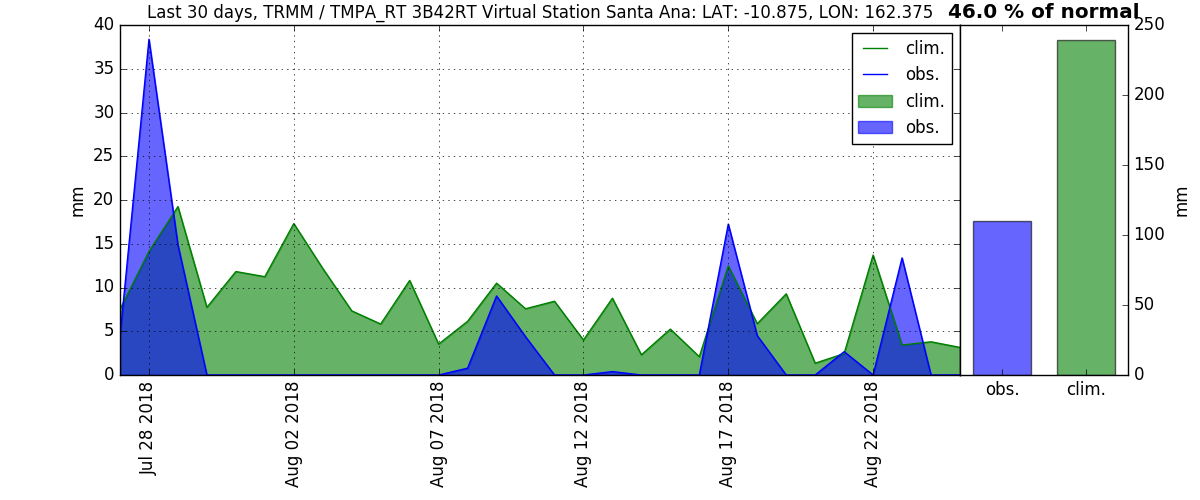 Last 30 days, TRMM / TMPA_RT 3B42RT Virtual Station Santa Ana: LAT: -10.875, LON: 162.375
46.0 % of normal
40
35
30
25
20
15
10
5
0
mm
clim.
obs.
clim.
obs.
Jul 28 2018
Aug 02 2018
Aug 07 2018
Aug 12 2018
Aug 17 2018
Aug 22 2018
250
200
150
100
50
0
mm
obs.
clim.